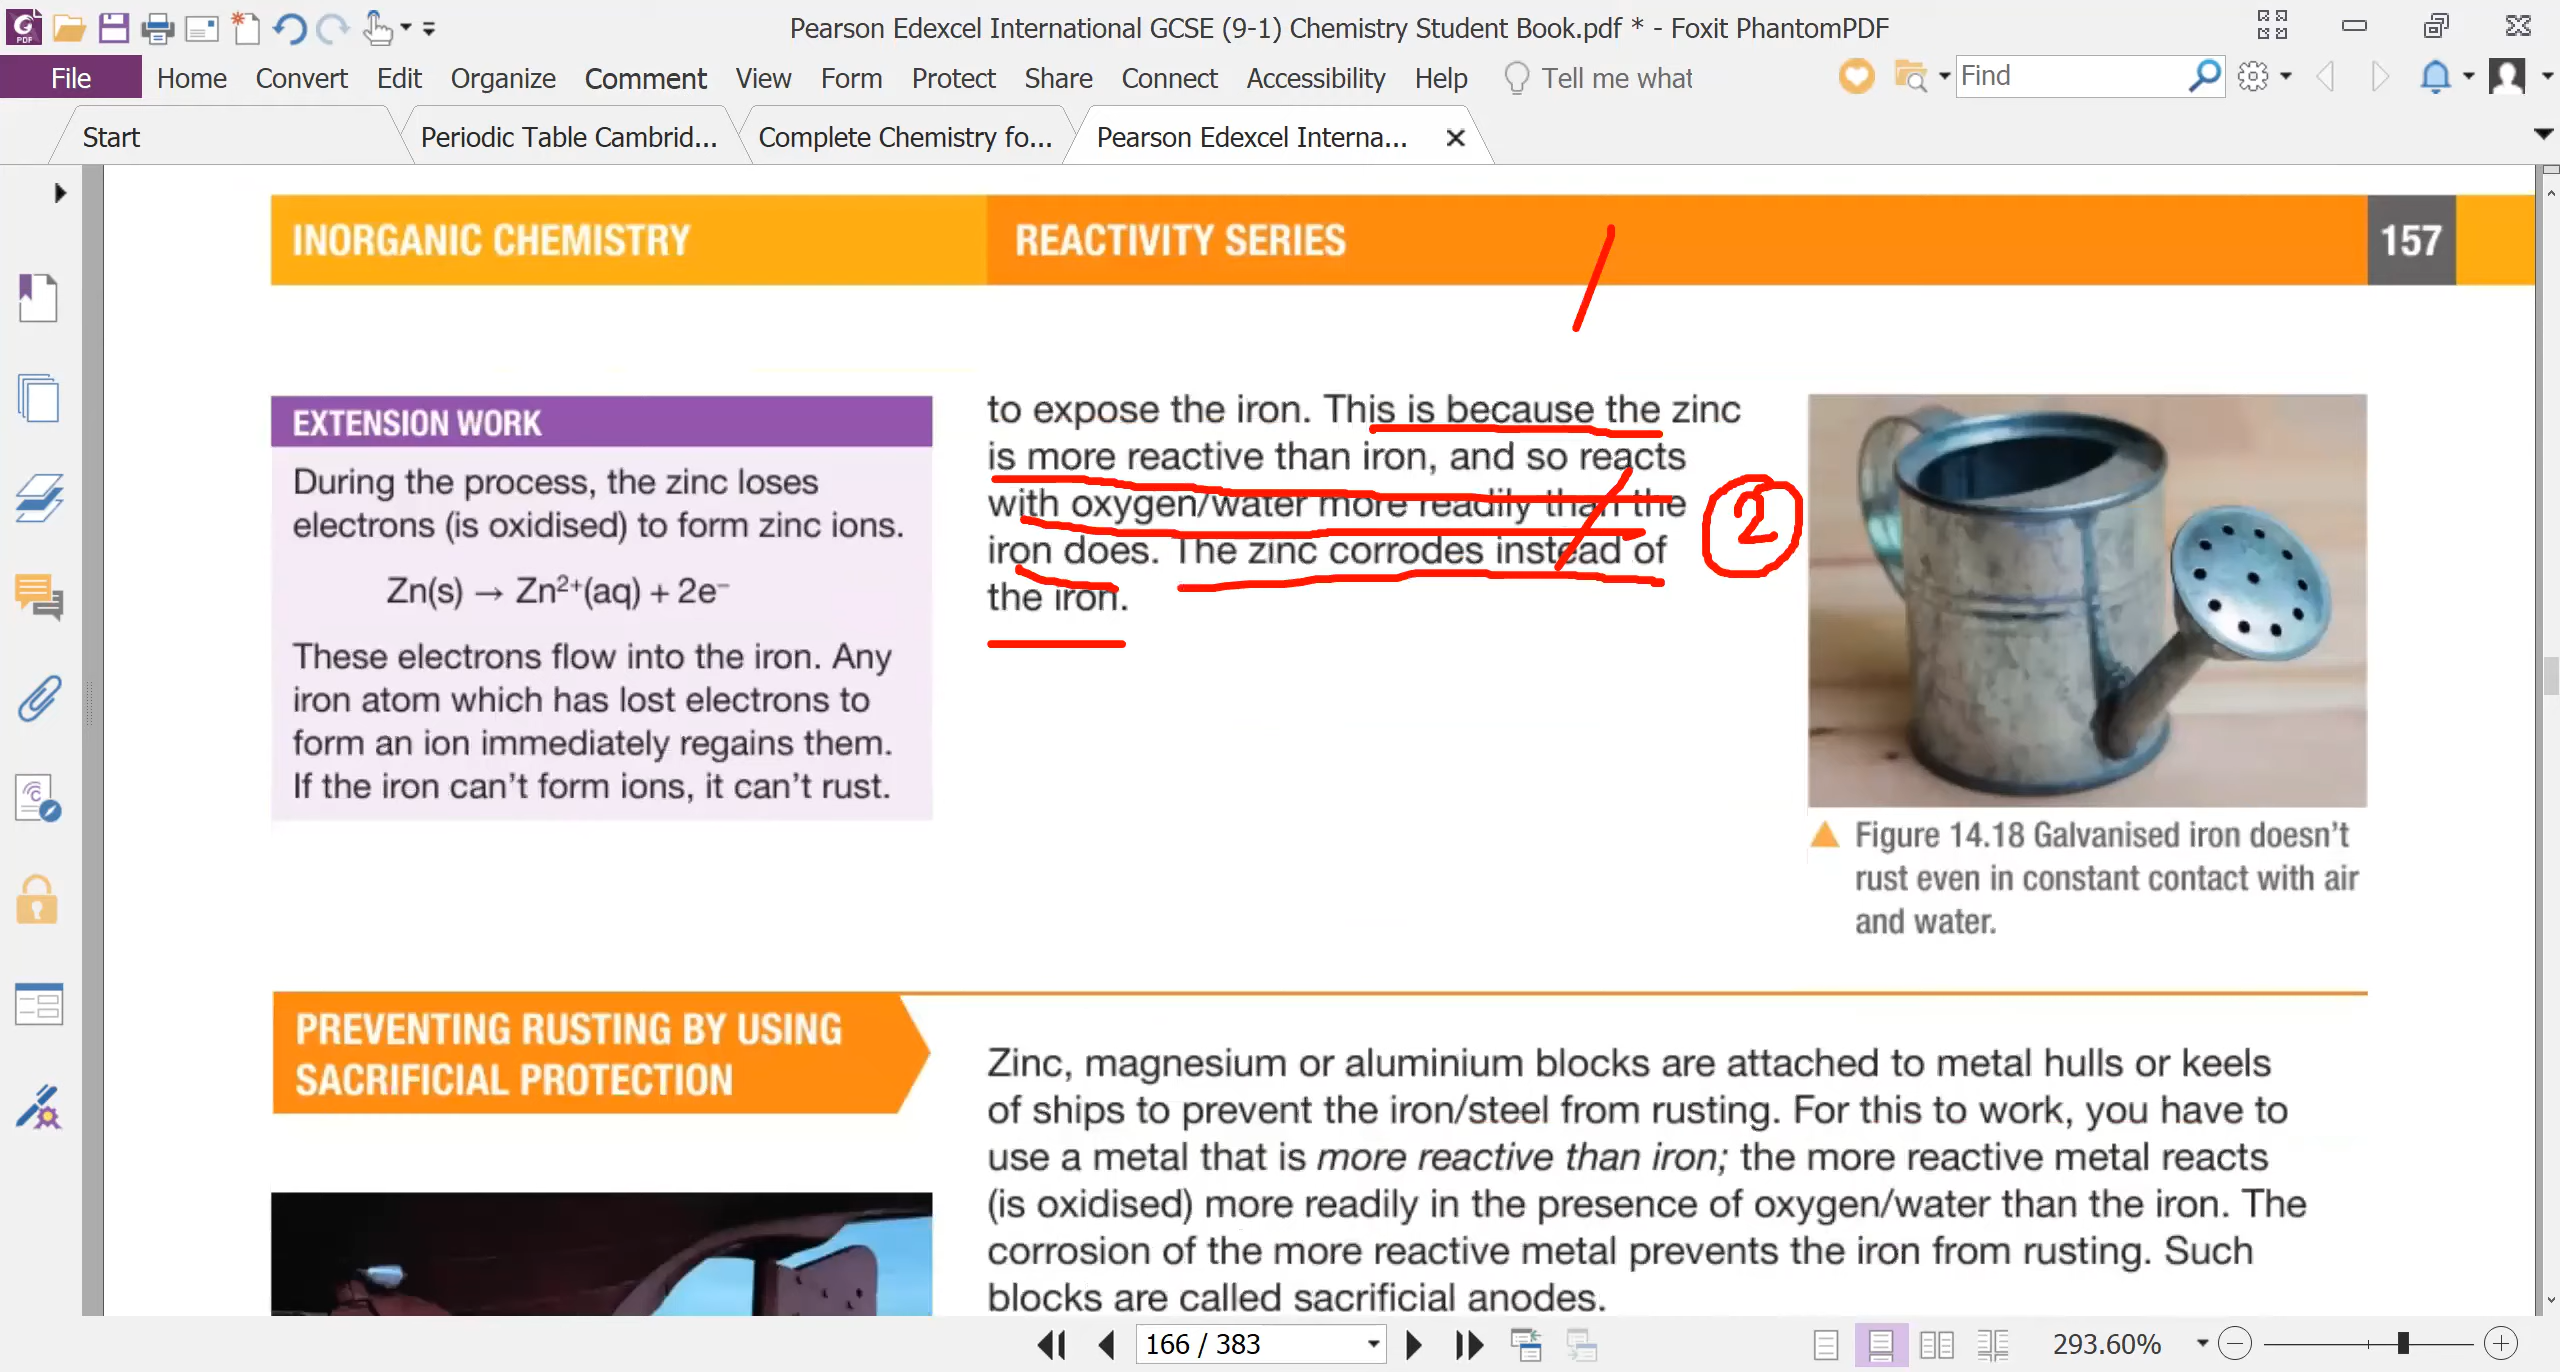 Pearson Edexcel International GCSE (9-1) Chemistry Student Book.pdf * - Foxit PhantomPDF
File Home Convert Edit Organize Comment View Form Protect Share Connect Accessibility Help Tell me what Find
Start Periodic Table Cambrid... Complete Chemistry fo... Pearson Edexcel Interna...
INORGANIC CHEMISTRY REACTIVITY SERIES 157
EXTENSION WORK
During the process, the zinc loses
electrons (is oxidised) to form zinc ions.
Zn(s) → Zn²⁺(aq) + 2e⁻
These electrons flow into the iron. Any
iron atom which has lost electrons to
form an ion immediately regains them.
If the iron can't form ions, it can't rust.
to expose the iron. This is because the zinc
is more reactive than iron, and so reacts
with oxygen/water more readily than the
iron does. The zinc corrodes instead of
the iron.
2
Figure 14.18 Galvanised iron doesn't
rust even in constant contact with air
and water.
PREVENTING RUSTING BY USING
SACRIFICIAL PROTECTION
Zinc, magnesium or aluminium blocks are attached to metal hulls or keels
of ships to prevent the iron/steel from rusting. For this to work, you have to
use a metal that is more reactive than iron; the more reactive metal reacts
(is oxidised) more readily in the presence of oxygen/water than the iron. The
corrosion of the more reactive metal prevents the iron from rusting. Such
blocks are called sacrificial anodes.
166 / 383
293.60%